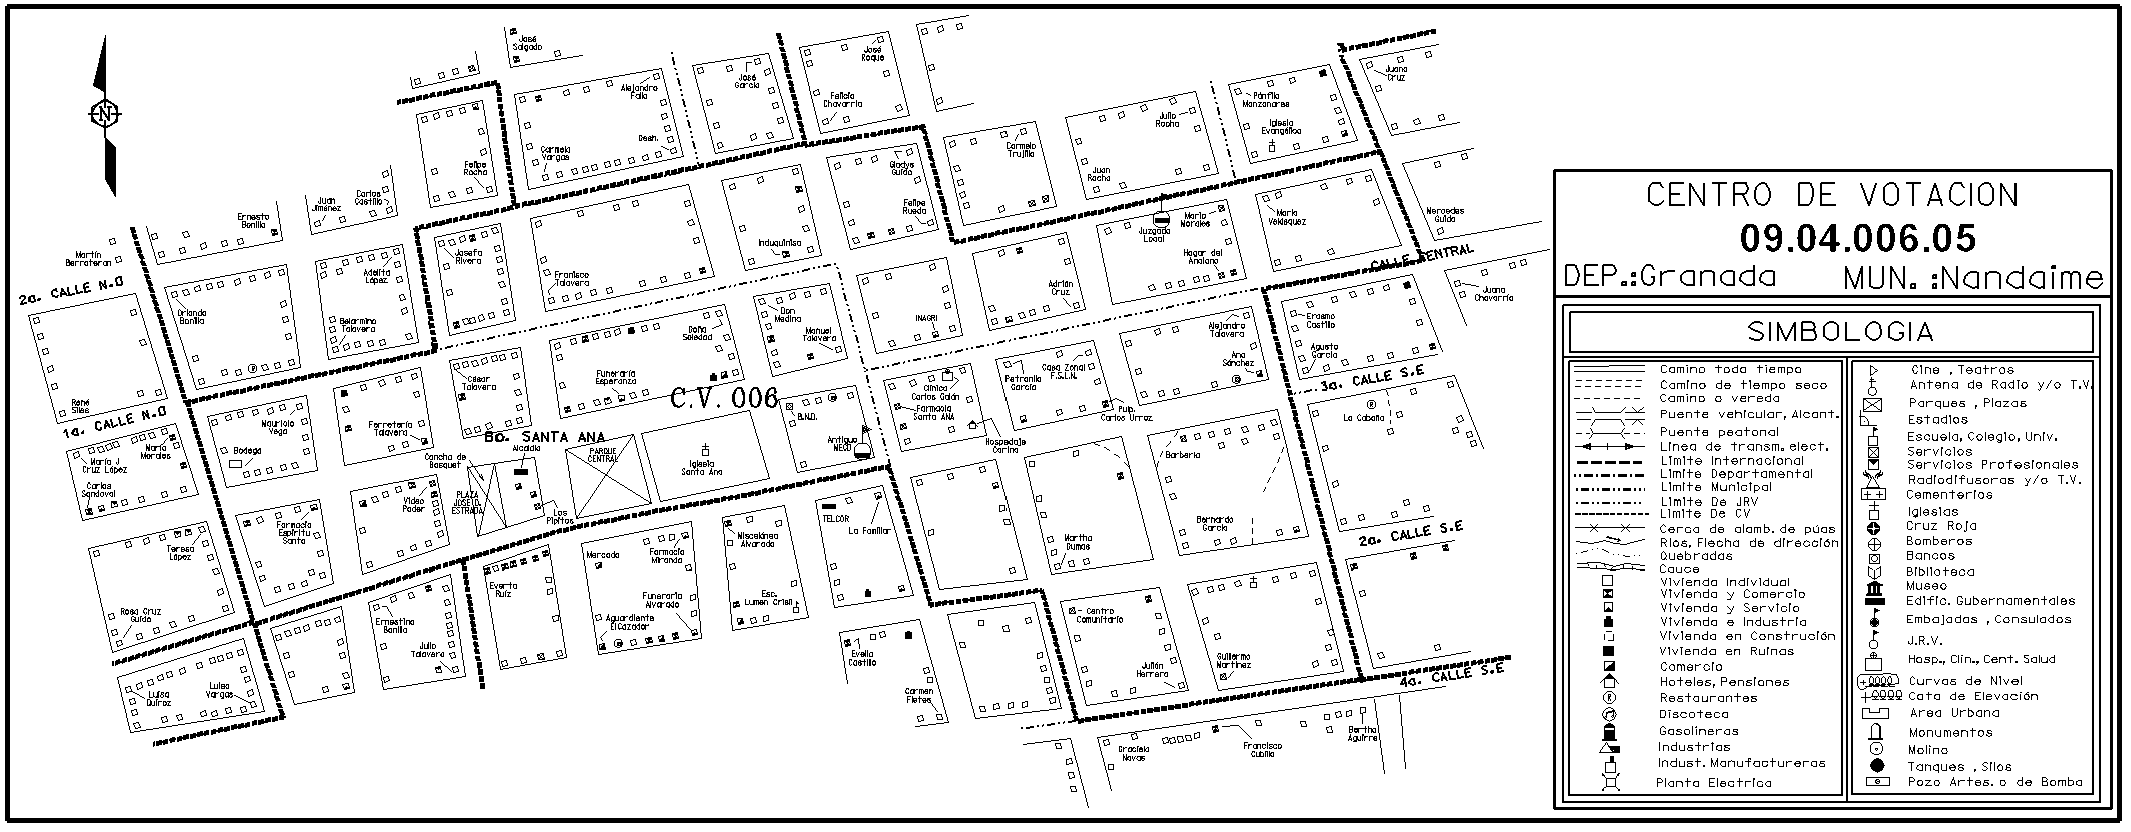 N
José
Salgado
Alejandro
Falla
José
García
José
Roque
Felicia
Chavarría
Juana
Cruz
Pánfila
Manzanares
Iglesia
Evangélica
Julio
Rocha
Juan
Rocha
Carmelo
Trujillo
Desh.
Carmela
Vargas
Felipe
Rocha
Gladys
Guido
Felipe
Rueda
Juan
Jiménez
Carlos
Castillo
Ernesto
Bonilla
Martín
Berroteran
2a. CALLE N.O
Orlando
Bonilla
Adelita
López
Belarmino
Talavera
Josefa
Rivera
Francisco
Talavera
Induquinisa
Juzgado
Local
Mario
Morales
Hogar del
Anciano
María
Velásquez
Mercedes
Guido
CALLE CENTRAL
Juana
Chavarría
Adrián
Cruz
INAGRI
Don
Medina
Manuel
Talavera
Doña
Soledad
Funeraria
Esperanza
C.V. 006
César
Talavera
Erasmo
Castillo
Agusto
García
Alejandro
Talavera
Ana
Sánchez
3a. CALLE S.E
La Cabaña
Casa Zonal
F.S.L.N.
Petronila
García
Pulp.
Carlos Urroz
Clínica
Carlos Galán
Farmacia
Santa ANA
Hospedaje
Carina
B.N.D.
Antiguo
MECD
René
Siles
1a. CALLE N.O
María J
Cruz López
María
Morales
Carlos
Sandoval
Mauricio
Vega
Bodega
Ferretería
Talavera
Bo. SANTA ANA
Cancha de
Basquet
Alcaldía
PLAZA
JOSE D.
ESTRADA
PARQUE
CENTRAL
Los
Pipitos
Iglesia
Santa Ana
Barbería
Bernardo
García
2a. CALLE S.E
Martha
Dumas
TELCOR
La Familiar
Miscelánea
Alvarado
Esc.
Lumen Cristi
Mercado
Farmacia
Miranda
Funeraria
Alvarado
Aguardiente
El Cazador
Everto
Ruiz
Video
Poder
Farmacia
Espíritu
Santa
Teresa
López
Rosa Cruz
Guido
Ernestina
Bonilla
Julio
Talavera
Luisa
Quiroz
Luisa
Vargas
Evelia
Castillo
Carmen
Fletes
Centro
Comunitario
Julián
Herrera
Guillermo
Martínez
4a. CALLE S.E
Graciela
Navas
Francisco
Cubilla
Bertha
Aguirre
CENTRO DE VOTACION
09.04.006.05
DEP.:Granada MUN. :Nandaime
SIMBOLOGIA
Camino toda tiempo
Camino de tiempo seco
Camino o vereda
Puente vehicular, Alcant.
Puente peatonal
Línea de transm. elect.
Limite Internacional
Limite Departamental
Limite Municipal
Limite De JRV
Limite De CV
Cerca de alamb. de púas
Ríos, Flecha de dirección
Quebradas
Cauce
Vivienda Individual
Vivienda y Comercio
Vivienda y Servicio
Vivienda e Industria
Vivienda en Construción
Vivienda en Ruinas
Comercio
Hoteles, Pensiones
Restaurantes
Discoteca
Gasolineras
Industrias
Indust. Manufactureras
Planta Electrica
Cine , Teatros
Antena de Radio y/o T.V.
Parques , Plazas
Estadios
Escuela, Colegio, Univ.
Servicios
Servicios Profesionales
Radiodifusoras y/o T.V.
Cementerios
Iglesias
Cruz Roja
Bomberos
Bancos
Biblioteca
Museo
Edific. Gubernamentales
Embajadas , Consulados
J.R.V.
Hosp., Clin., Cent. Salud
Curvas de Nivel
Cota de Elevación
Area Urbana
Monumentos
Molino
Tanques , Silos
Pozo Artes. o de Bomba